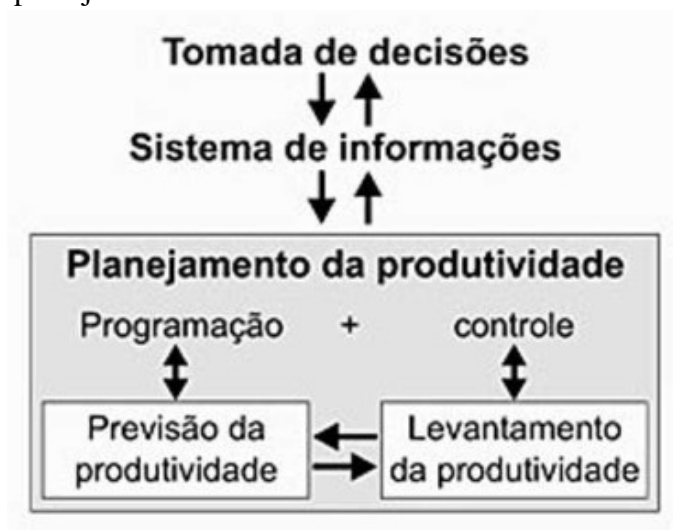 Tomada de decisões
Sistema de informações
Planejamento da produtividade
Programação + controle
Previsão da
produtividade
Levantamento
da produtividade